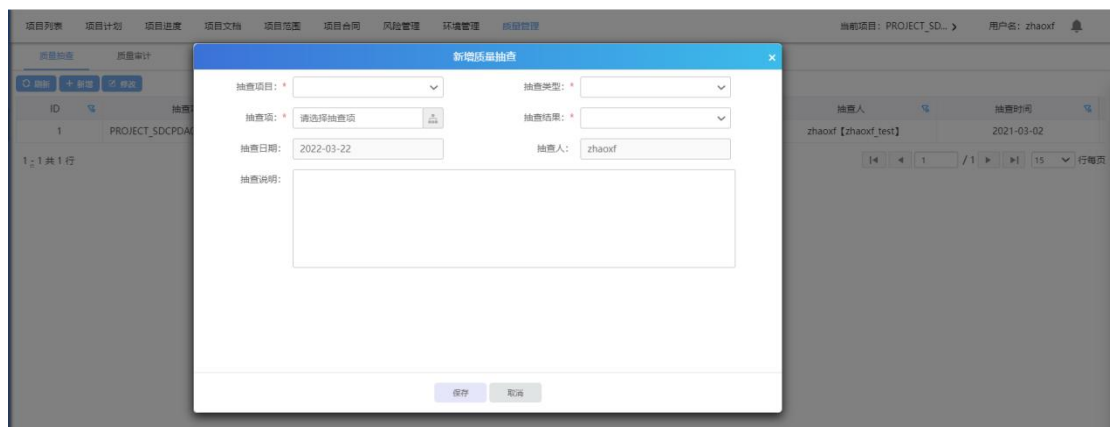 项目列表 项目计划 项目进度 项目文档 项目范围 项目合同 风险管理 环境管理 质量管理 当前项目：PROJECT_SD... 用户名：zhaoxf
质量抽查 质量审计 新增质量抽查 ×
刷新 + 新增 修改 抽查项目：* 抽查类型：*
ID 抽查 抽查项：* 请选择抽查项 抽查结果：* 抽查人 抽查时间
1 PROJECT_SDCPDA 抽查日期： 2022-03-22 抽查人： zhaoxf zhaoxf【zhaoxf_test】 2021-03-02
1 - 1 共 1 行 1 / 1 15 行每页
抽查说明：
保存 取消